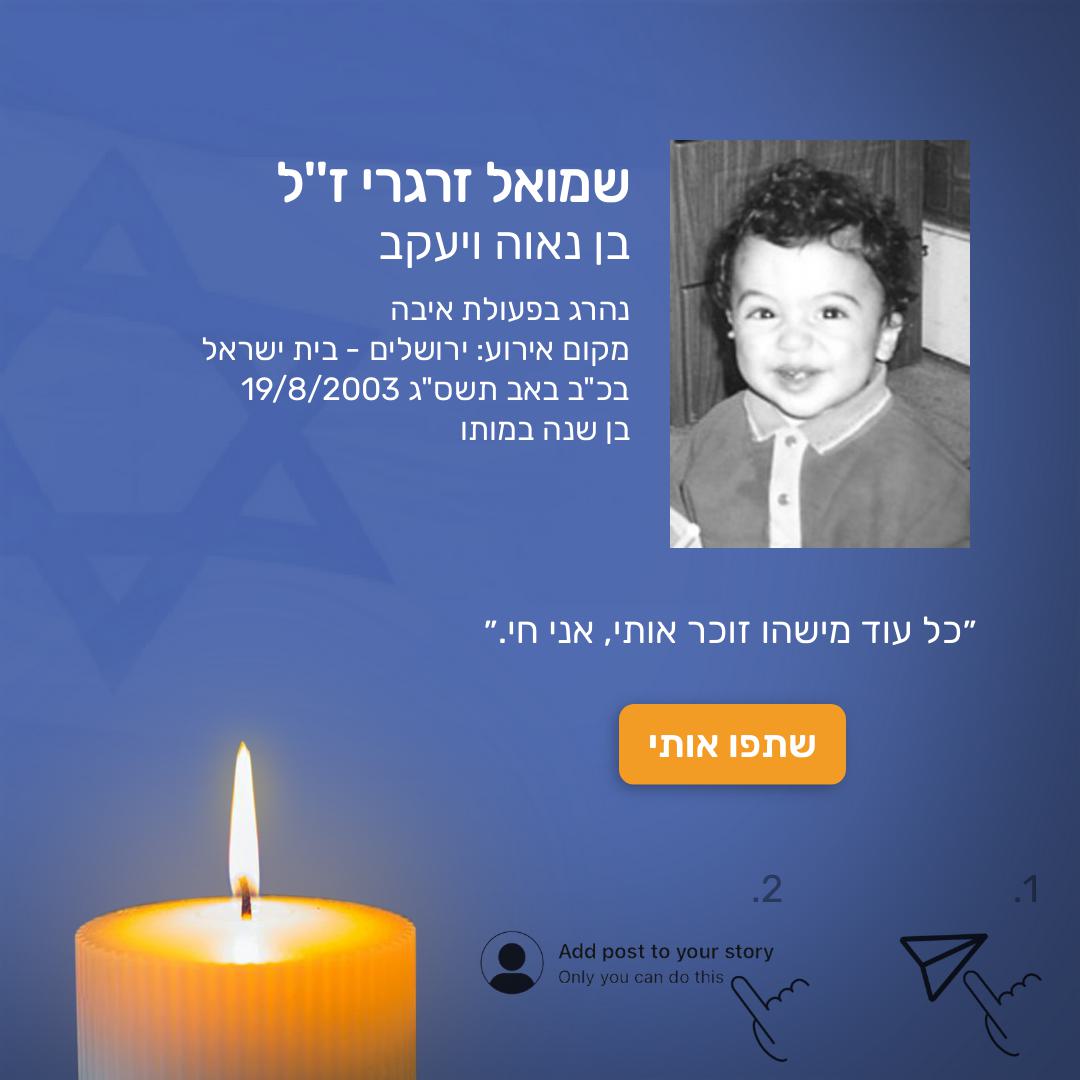 שמואל זרגרי ז"ל
בן נאוה ויעקב
נהרג בפעולת איבה
מקום אירוע: ירושלים - בית ישראל
בכ"ב באב תשס"ג 19/8/2003
בן שנה במותו
״כל עוד מישהו זוכר אותי, אני חי.״
שתפו אותי
1.
2.
Add post to your story
Only you can do this